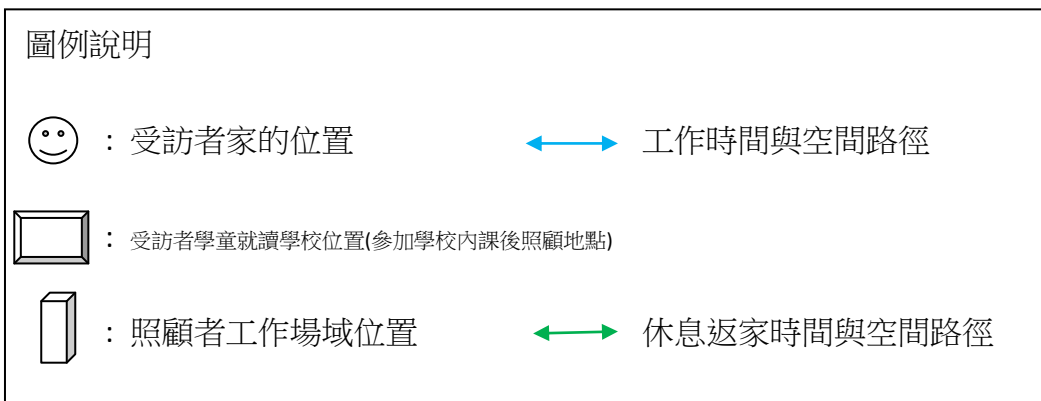 圖例說明
：受訪者家的位置
工作時間與空間路徑
：受訪者學童就讀學校位置(參加學校內課後照顧地點)
：照顧者工作場域位置
休息返家時間與空間路徑